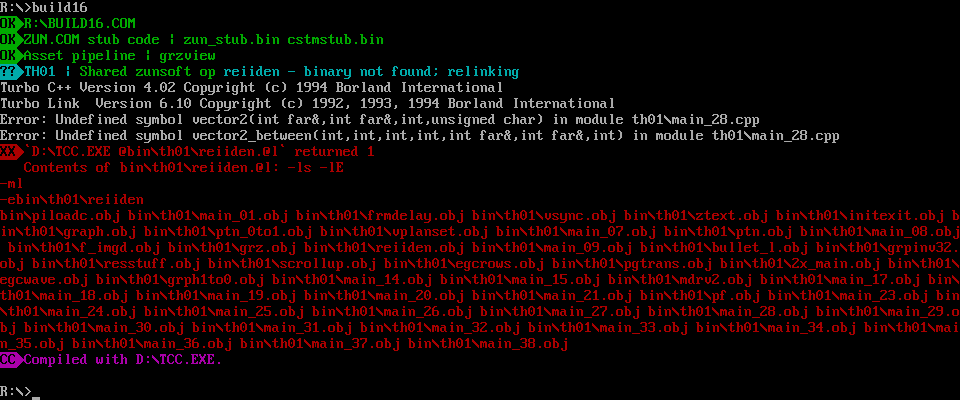 R:\>build16
OK R:\BUILD16.COM
OK ZUN.COM stub code | zun_stub.bin cstmstub.bin
OK Asset pipeline | grzview
?? TH01 | Shared zunsoft op reiiden - binary not found; relinking
Turbo C++ Version 4.02 Copyright (c) 1994 Borland International
Turbo Link  Version 6.10 Copyright (c) 1992, 1993, 1994 Borland International
Error: Undefined symbol vector2(int far&,int far&,int,unsigned char) in module th01\main_28.cpp
Error: Undefined symbol vector2_between(int,int,int,int,int far&,int far&,int) in module th01\main_28.cpp
XX `D:\TCC.EXE @bin\th01\reiiden.@l` returned 1
   Contents of bin\th01\reiiden.@l: -ls -lE
-ml
-ebin\th01\reiiden
bin\piloadc.obj bin\th01\main_01.obj bin\th01\frmdelay.obj bin\th01\vsync.obj bin\th01\ztext.obj bin\th01\initexit.obj b
in\th01\graph.obj bin\th01\ptn_0to1.obj bin\th01\vplanset.obj bin\th01\main_07.obj bin\th01\ptn.obj bin\th01\main_08.obj
 bin\th01\f_imgd.obj bin\th01\grz.obj bin\th01\reiiden.obj bin\th01\main_09.obj bin\th01\bullet_l.obj bin\th01\grpinv32.
obj bin\th01\resstuff.obj bin\th01\scrollup.obj bin\th01\egcrows.obj bin\th01\pgtrans.obj bin\th01\2x_main.obj bin\th01\
egcwave.obj bin\th01\grph1to0.obj bin\th01\main_14.obj bin\th01\main_15.obj bin\th01\mdrv2.obj bin\th01\main_17.obj bin\
th01\main_18.obj bin\th01\main_19.obj bin\th01\main_20.obj bin\th01\main_21.obj bin\th01\pf.obj bin\th01\main_23.obj bin
\th01\main_24.obj bin\th01\main_25.obj bin\th01\main_26.obj bin\th01\main_27.obj bin\th01\main_28.obj bin\th01\main_29.o
bj bin\th01\main_30.obj bin\th01\main_31.obj bin\th01\main_32.obj bin\th01\main_33.obj bin\th01\main_34.obj bin\th01\mai
n_35.obj bin\th01\main_36.obj bin\th01\main_37.obj bin\th01\main_38.obj
CC Compiled with D:\TCC.EXE.
R:\>_